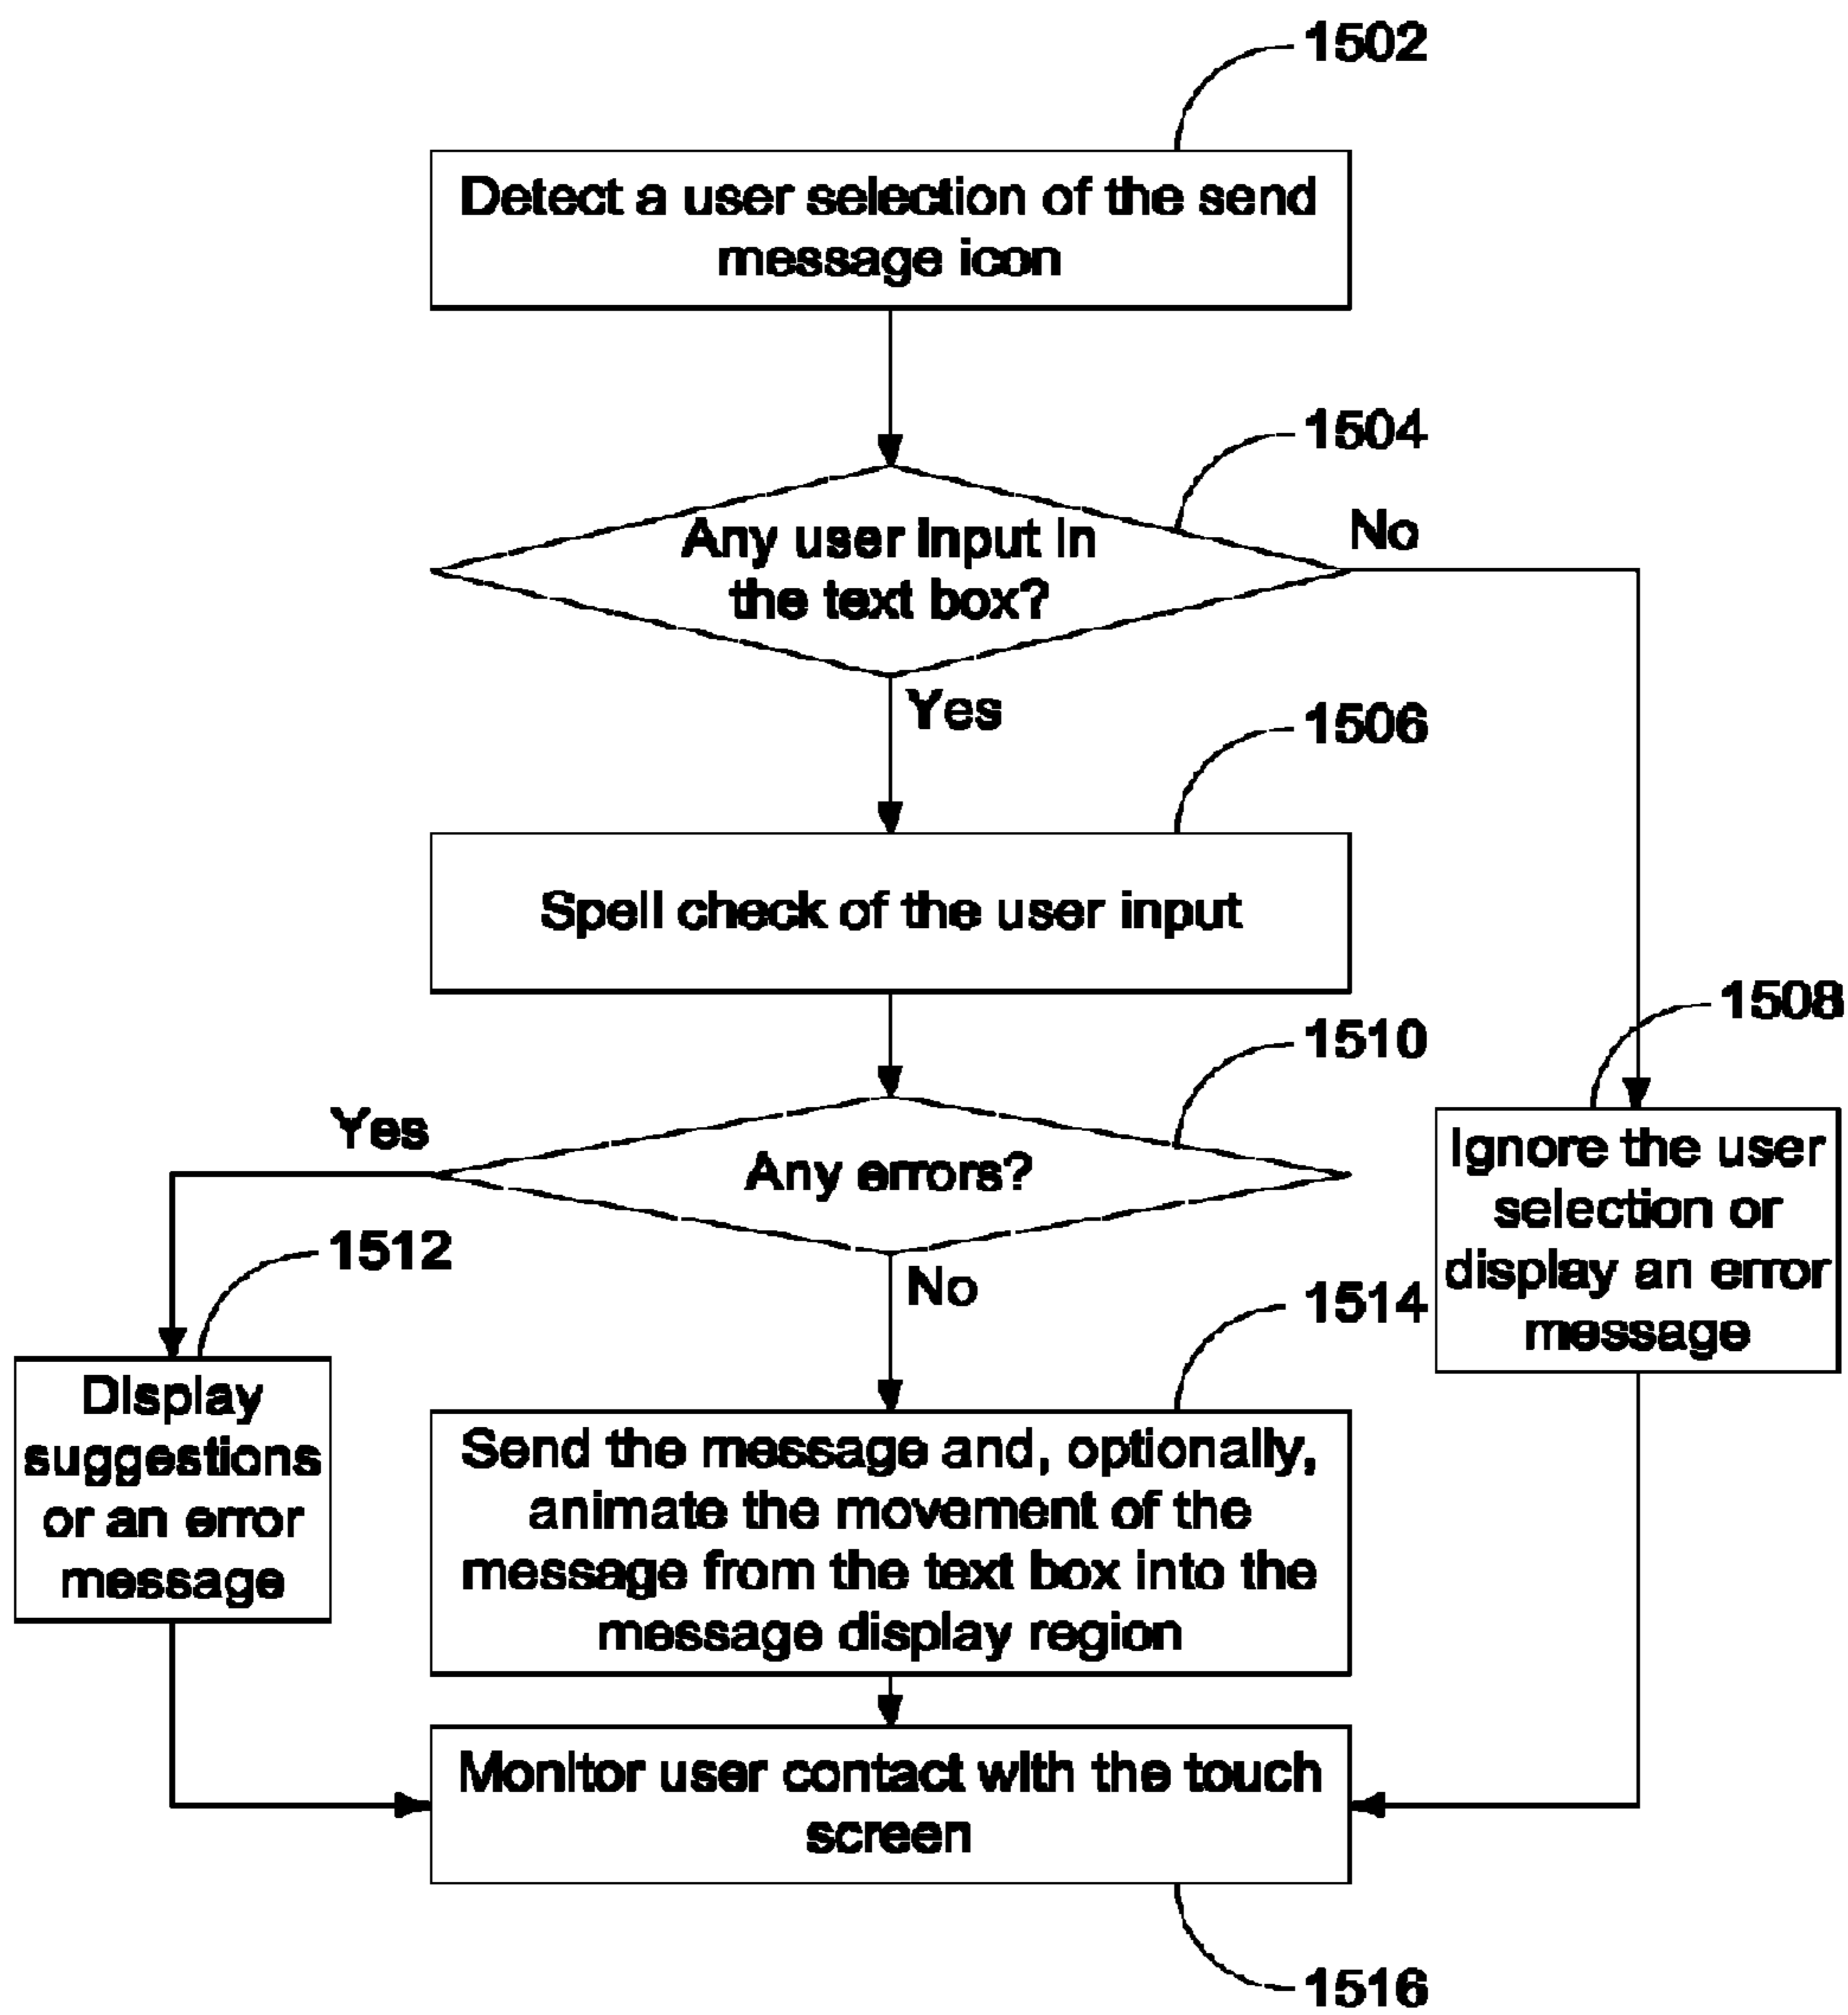 1502
Detect a user selection of the send
message icon
1504
Any user input in
the text box?
No
Yes
1506
Spell check of the user input
1508
1510
Yes
Any errors?
Ignore the user
selection or
display an error
message
1512
No
1514
Display
suggestions
or an error
message
Send the message and, optionally,
animate the movement of the
message from the text box into the
message display region
Monitor user contact with the touch
screen
1516